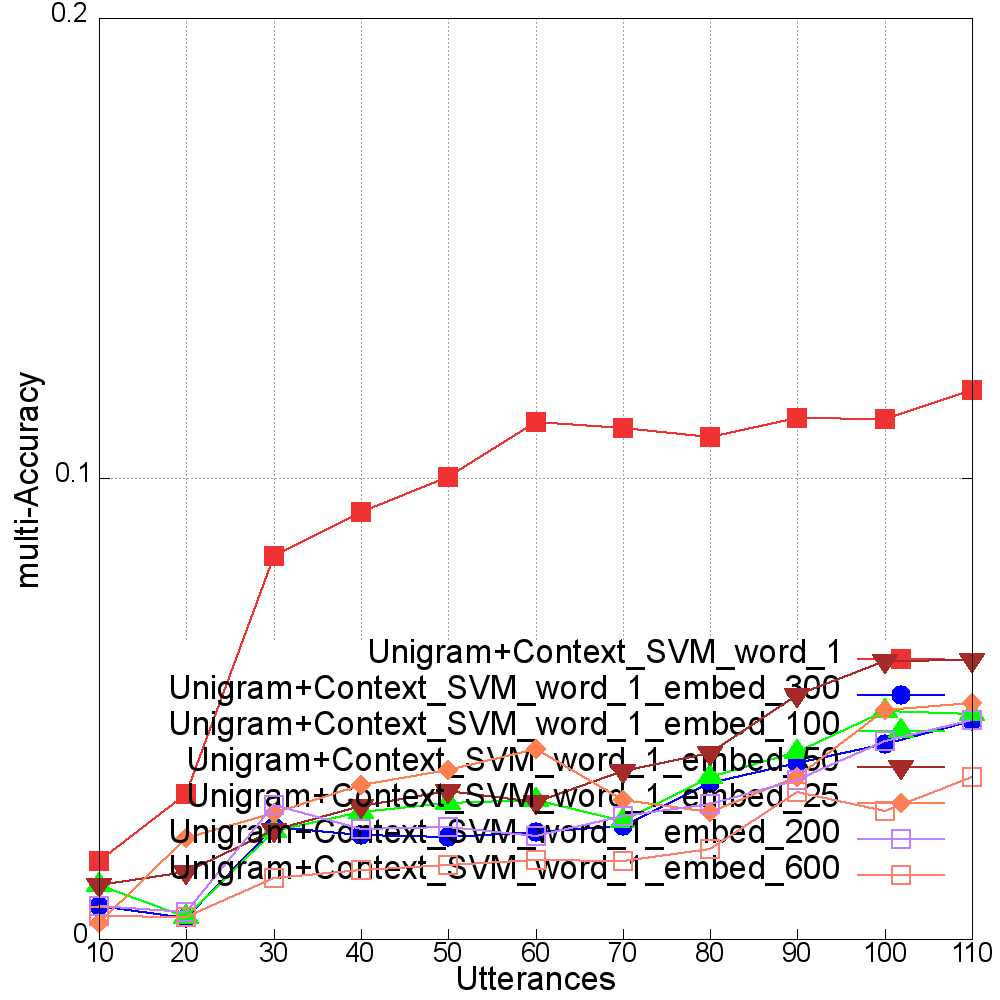 0.2
0.1
0
multi-Accuracy
Unigram+Context_SVM_word_1
Unigram+Context_SVM_word_1_embed_300
Unigram+Context_SVM_word_1_embed_100
Unigram+Context_SVM_word_1_embed_50
Unigram+Context_SVM_word_1_embed_25
Unigram+Context_SVM_word_1_embed_200
Unigram+Context_SVM_word_1_embed_600
10 20 30 40 50 60 70 80 90 100 110
Utterances